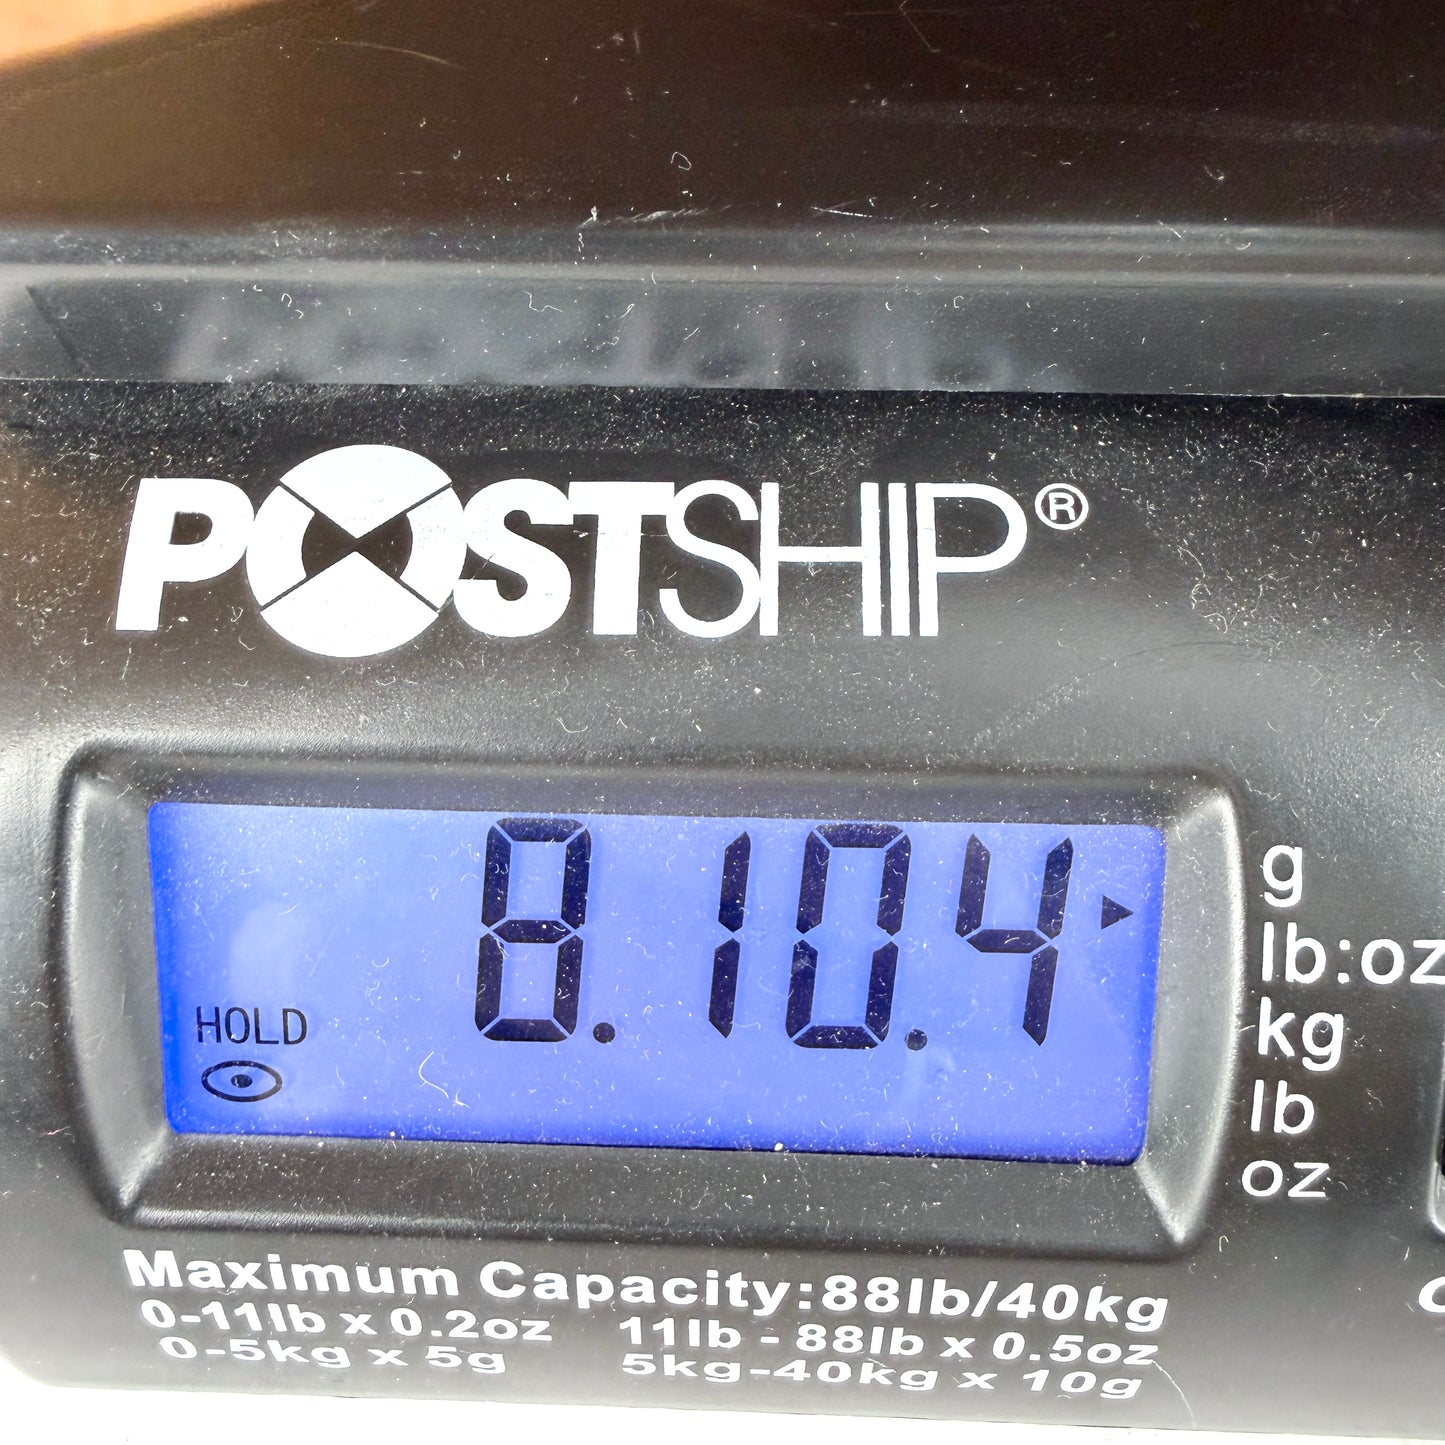 POSTSHIP®
8.10.4
HOLD
g
lb:oz
kg
lb
oz
Maximum Capacity:88lb/40kg
0-11lb x 0.2oz 11lb - 88lb x 0.5oz
0-5kg x 5g 5kg-40kg x 10g